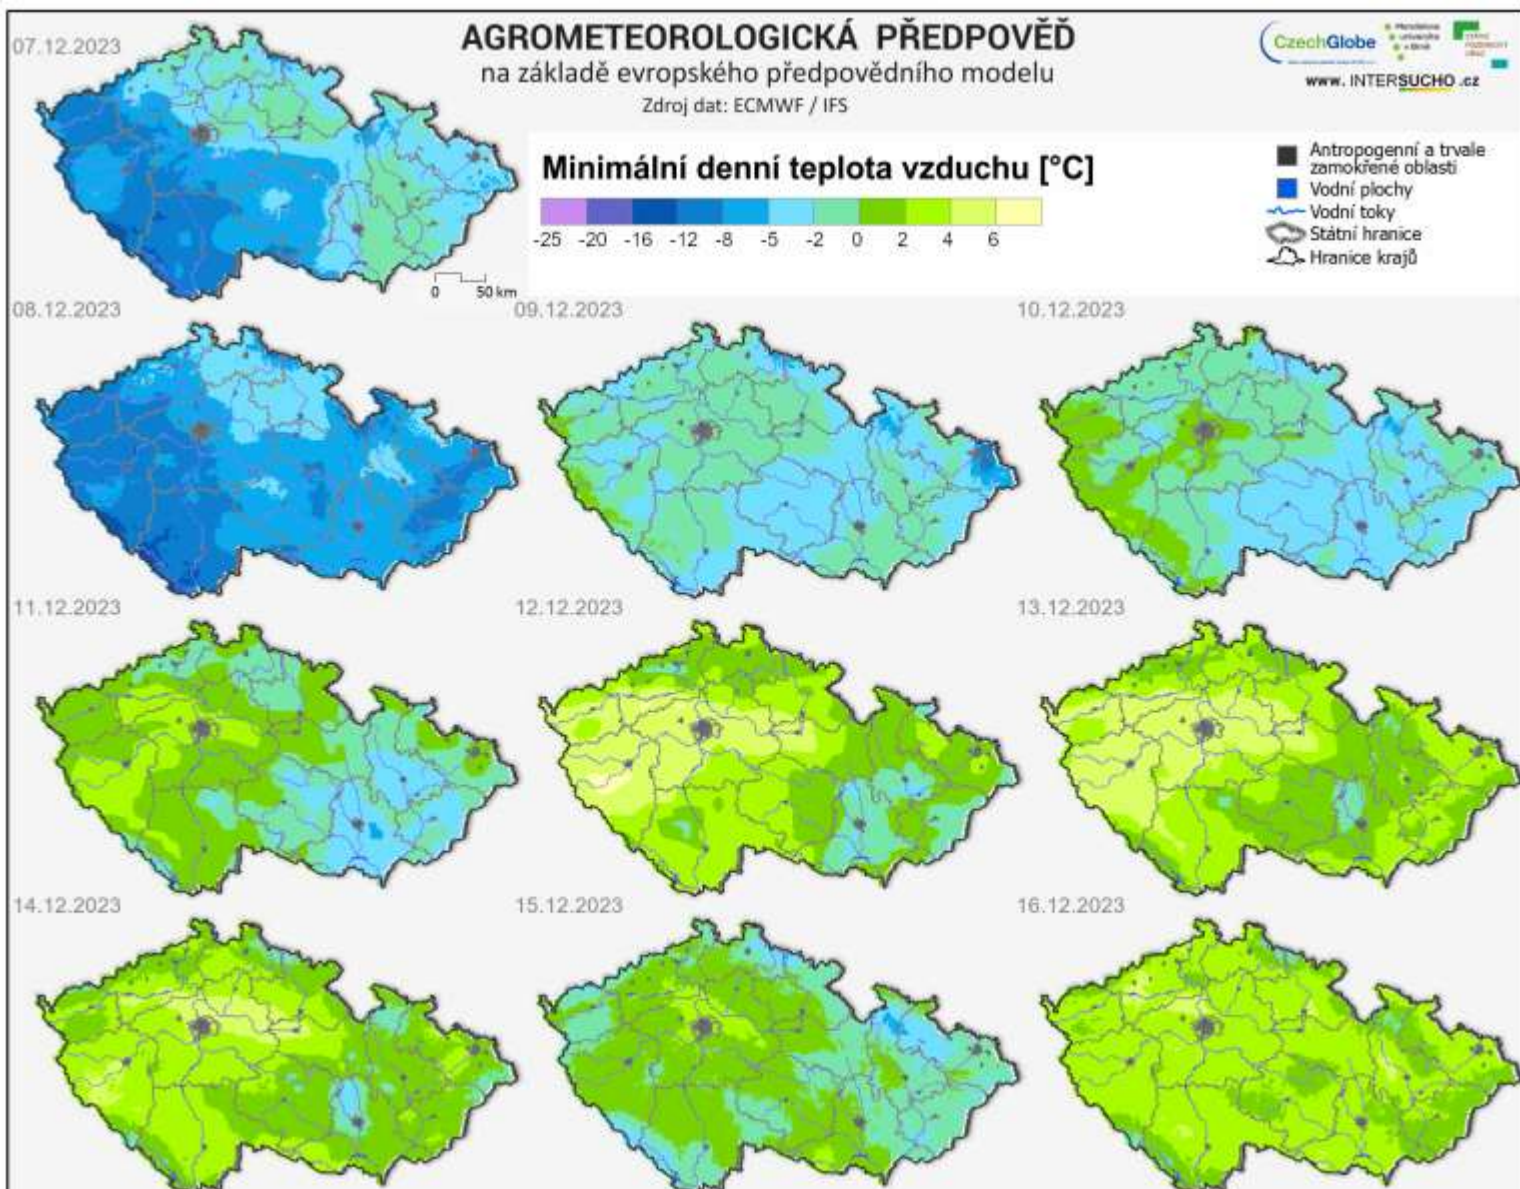 07.12.2023
AGROMETEOROLOGICKÁ PŘEDPOVĚĎ
na základě evropského předpovědního modelu
Zdroj dat: ECMWF / IFS
CzechGlobe
Mendelova
univerzita
v Brně
www. INTERSUCHO .cz
Minimální denní teplota vzduchu [°C]
-25 -20 -16 -12 -8 -5 -2 0 2 4 6
Antropogenní a trvale
zamokřené oblasti
Vodní plochy
Vodní toky
Státní hranice
Hranice krajů
0 50 km
08.12.2023
09.12.2023
10.12.2023
11.12.2023
12.12.2023
13.12.2023
14.12.2023
15.12.2023
16.12.2023